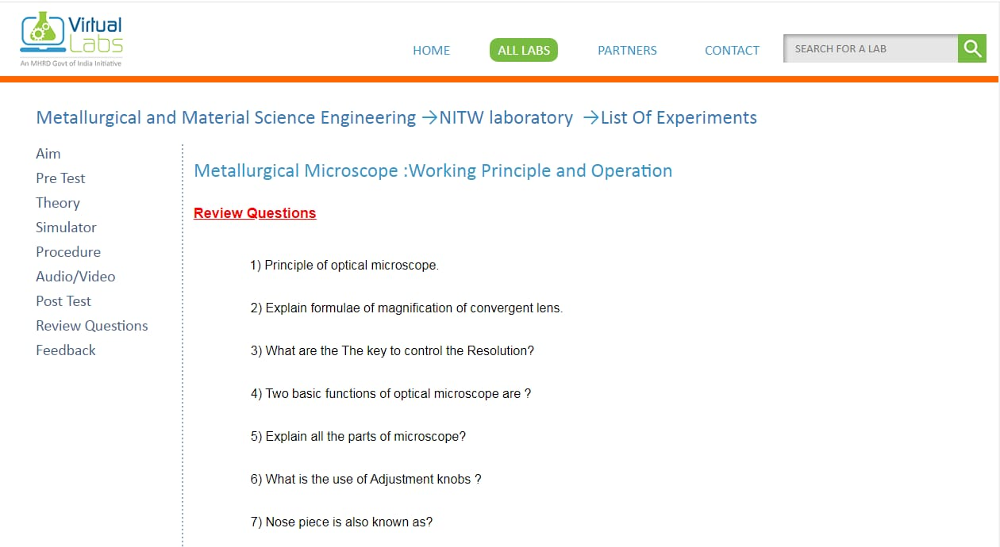 Virtual
Labs
An MHRD Govt of India Initiative
HOME
ALL LABS
PARTNERS
CONTACT
SEARCH FOR A LAB
Metallurgical and Material Science Engineering →NITW laboratory →List Of Experiments
Aim
Pre Test
Theory
Simulator
Procedure
Audio/Video
Post Test
Review Questions
Feedback
Metallurgical Microscope :Working Principle and Operation
Review Questions
1) Principle of optical microscope.
2) Explain formulae of magnification of convergent lens.
3) What are the The key to control the Resolution?
4) Two basic functions of optical microscope are ?
5) Explain all the parts of microscope?
6) What is the use of Adjustment knobs ?
7) Nose piece is also known as?